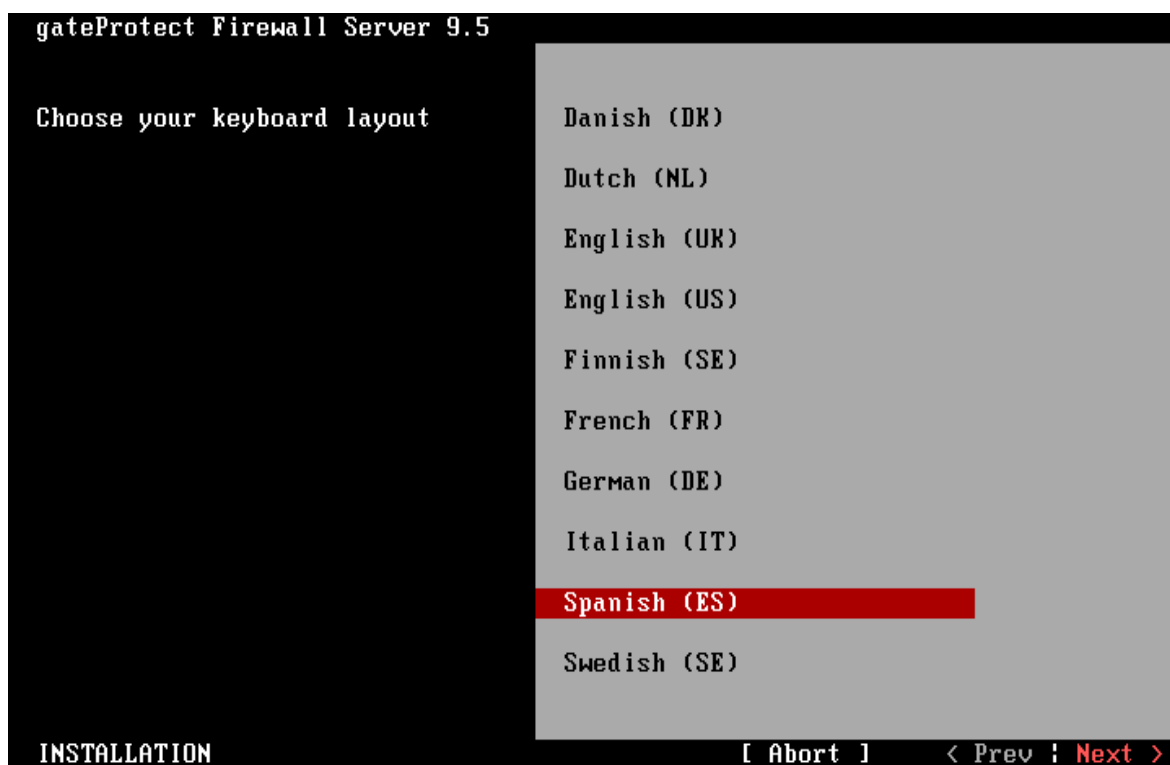 gateProtect Firewall Server 9.5
Choose your keyboard layout
Danish (DK)
Dutch (NL)
English (UK)
English (US)
Finnish (SE)
French (FR)
German (DE)
Italian (IT)
Spanish (ES)
Swedish (SE)
INSTALLATION [ Abort ] < Prev ¦ Next >